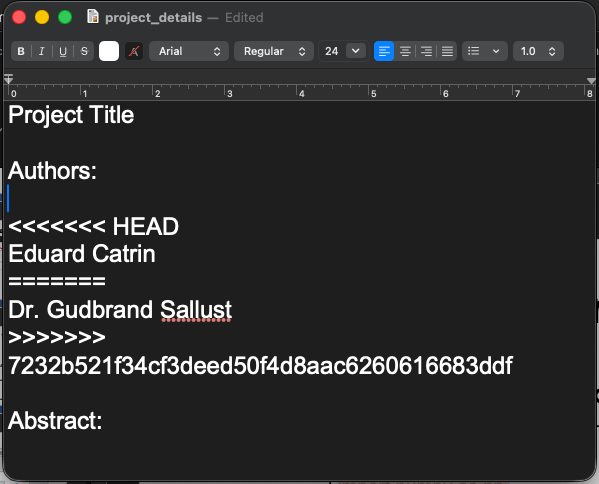 project_details — Edited
B I U S Arial Regular 24 1.0
0 1 2 3 4 5 6 7 8
Project Title
Authors:
<<<<<<< HEAD
Eduard Catrin
=======
Dr. Gudbrand Sallust
>>>>>>>
7232b521f34cf3deed50f4d8aac6260616683ddf
Abstract: